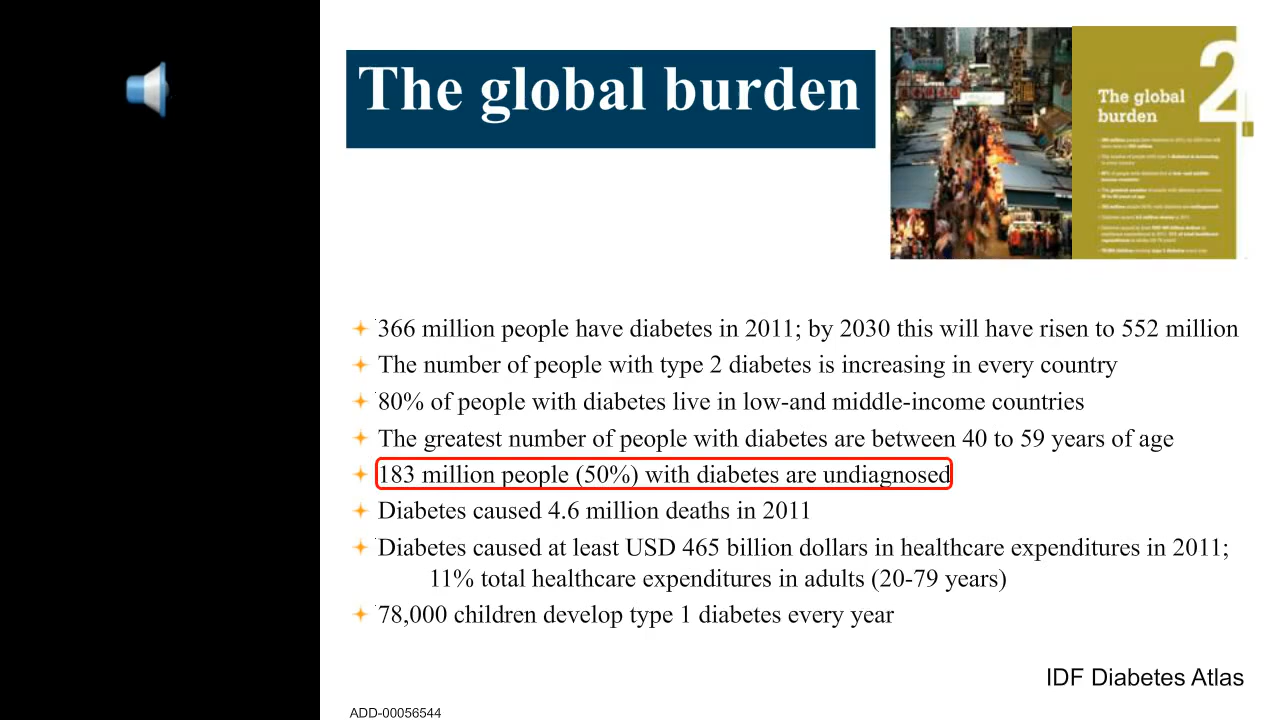 The global burden
2
The global
burden
366 million people have diabetes in 2011; by 2030 this will have risen to 552 million
The number of people with type 2 diabetes is increasing in every country
80% of people with diabetes live in low-and middle-income countries
The greatest number of people with diabetes are between 40 to 59 years of age
183 million people (50%) with diabetes are undiagnosed
Diabetes caused 4.6 million deaths in 2011
Diabetes caused at least USD 465 billion dollars in healthcare expenditures in 2011;
11% total healthcare expenditures in adults (20-79 years)
78,000 children develop type 1 diabetes every year
IDF Diabetes Atlas
ADD-00056544